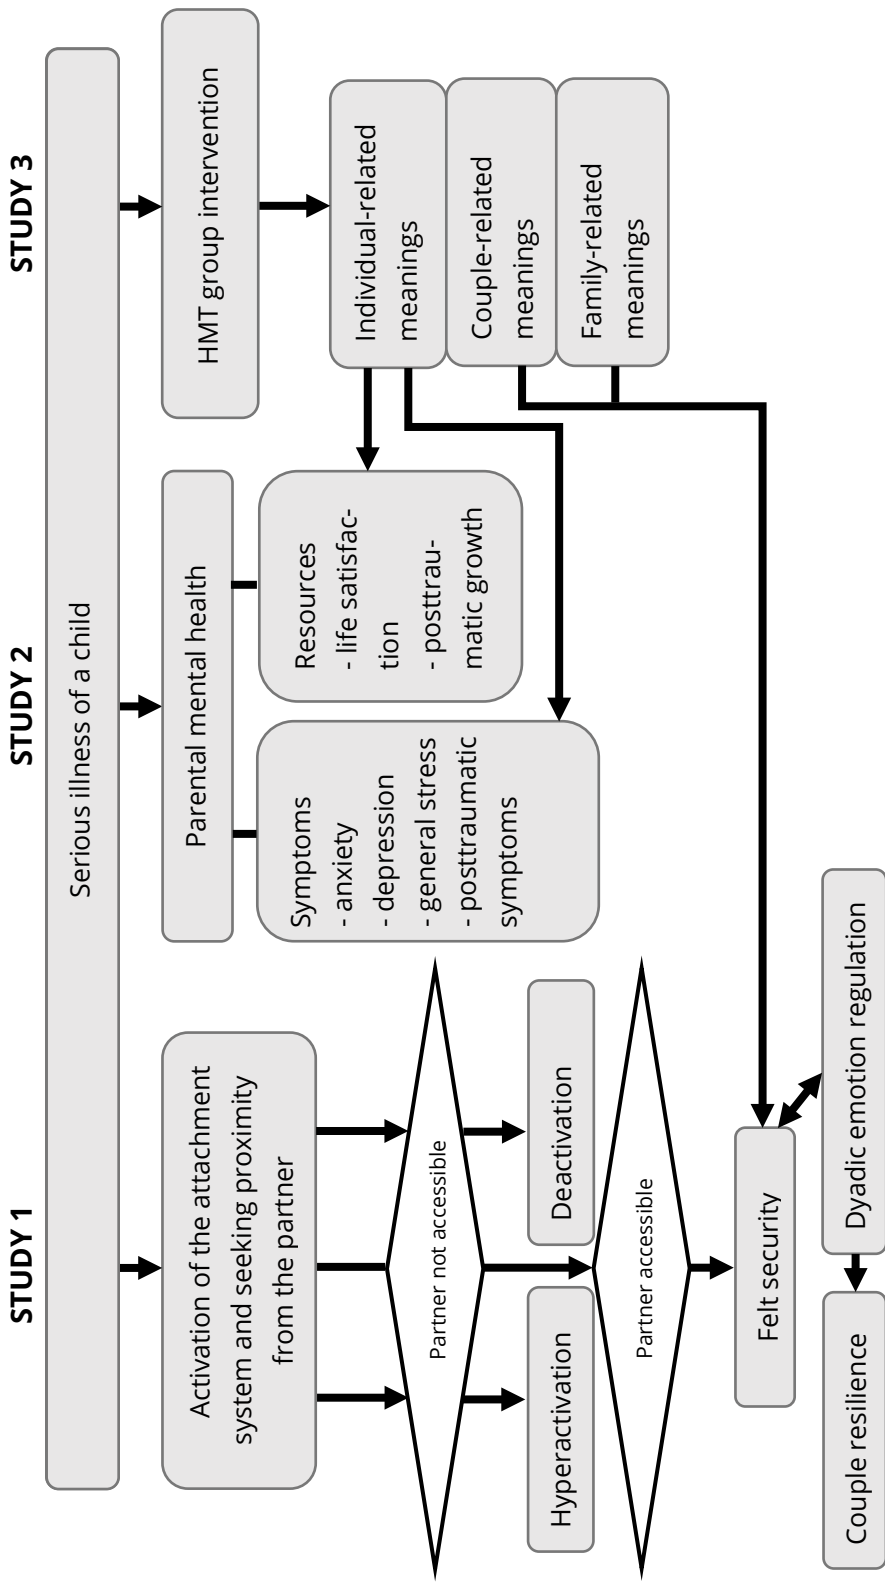 STUDY 1
STUDY 2
STUDY 3
Serious illness of a child
Activation of the attachment
system and seeking proximity
from the partner
Partner not accessible
Hyperactivation
Deactivation
Partner accessible
Felt security
Couple resilience
Dyadic emotion regulation
Parental mental health
Symptoms
- anxiety
- depression
- general stress
- posttraumatic
symptoms
Resources
- life satisfac-
tion
- posttrau-
matic growth
HMT group intervention
Individual-related
meanings
Couple-related
meanings
Family-related
meanings